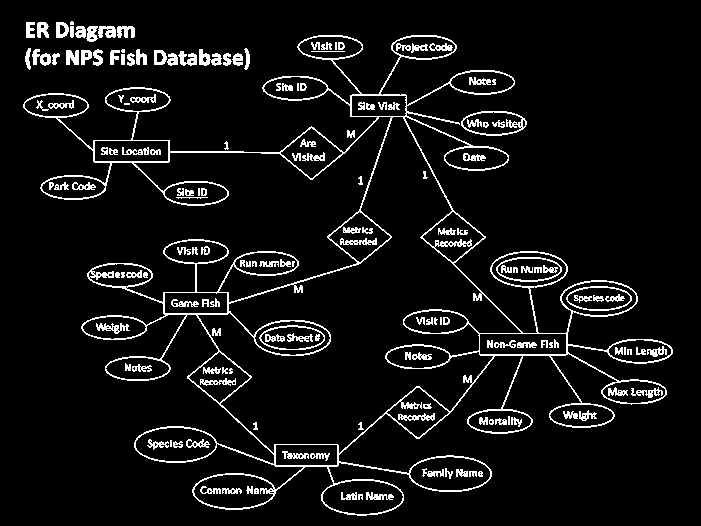 ER Diagram
(for NPS Fish Database)
Visit ID
Project Code
Site ID
Notes
Site Visit
Who visited
Date
X_coord
Y_coord
Site Location
1
Are
Visited
M
Park Code
Site ID
1
1
Metrics
Recorded
Metrics
Recorded
Visit ID
Run number
Species code
Game Fish
M
Weight
Data Sheet #
Notes
M
Metrics
Recorded
1
Run Number
Species code
M
Visit ID
Non-Game Fish
Notes
Min Length
Max Length
Weight
Mortality
M
Metrics
Recorded
1
Species Code
Taxonomy
Common Name
Latin Name
Family Name